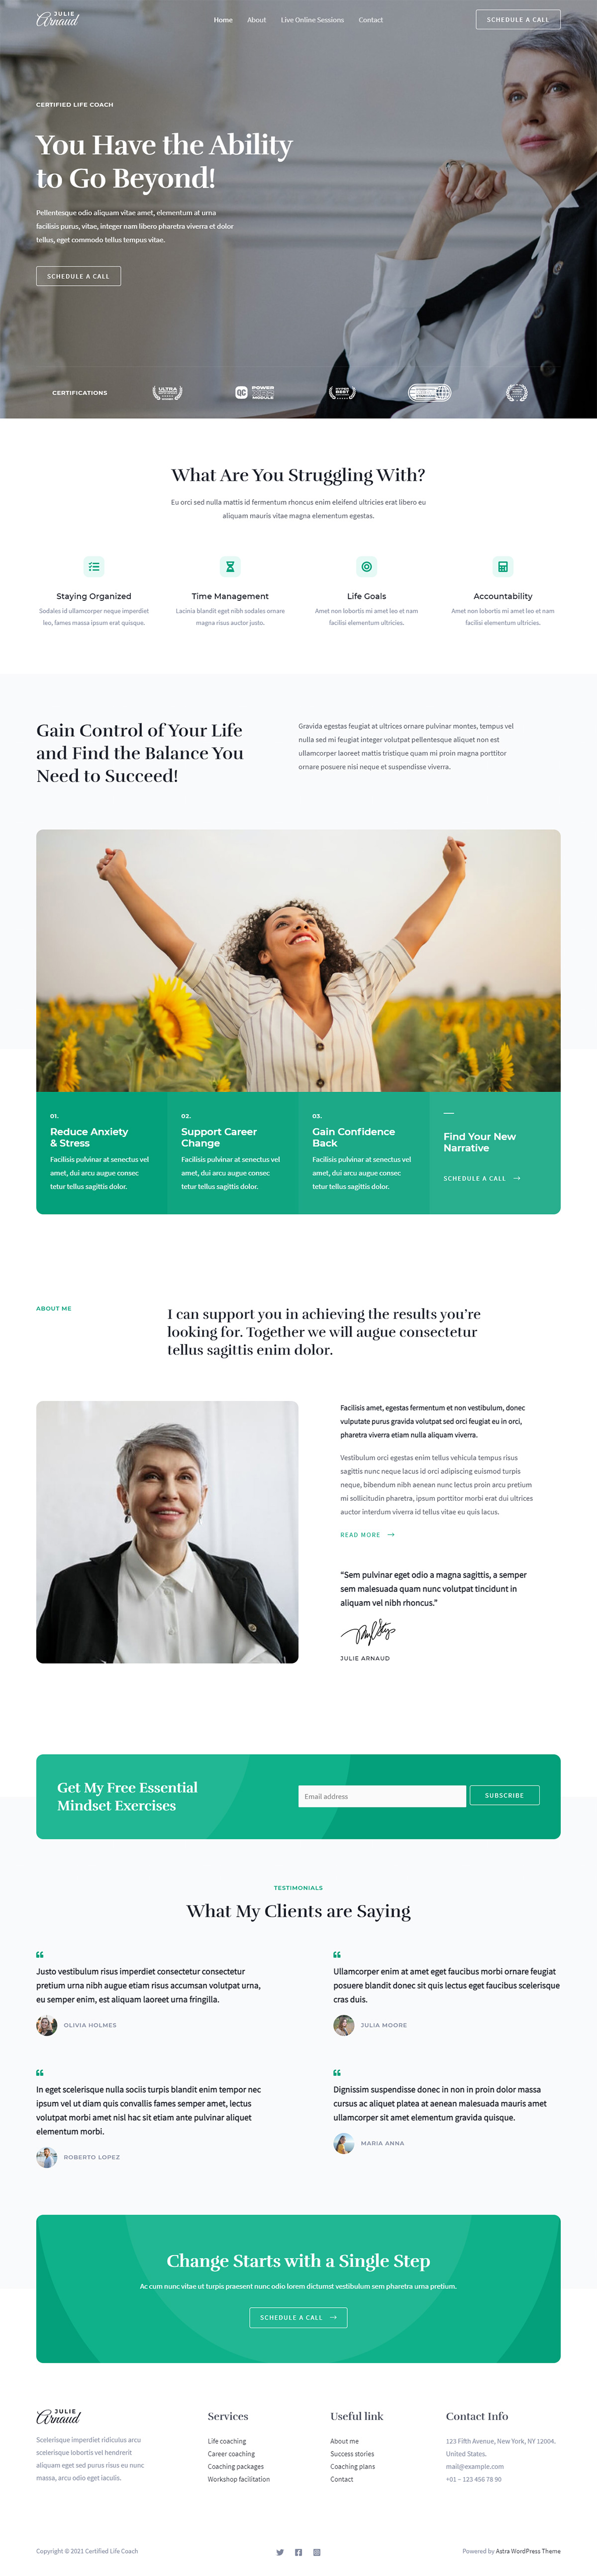 JULIE
Arnaud
Home
About
Live Online Sessions
Contact
SCHEDULE A CALL
CERTIFIED LIFE COACH
You Have the Ability
to Go Beyond!
Pellentesque odio aliquam vitae amet, elementum at urna
facilisis purus, vitae, integer nam libero pharetra viverra et dolor
tellus, eget commodo tellus tempus vitae.
SCHEDULE A CALL
CERTIFICATIONS
ULTRA
QC
POWER
MODULE
What Are You Struggling With?
Eu orci sed nulla mattis id fermentum rhoncus enim eleifend ultricies erat libero eu
aliquam mauris vitae magna elementum egestas.
Staying Organized
Sodales id ullamcorper neque imperdiet
leo, fames massa ipsum erat quisque.
Time Management
Lacinia blandit eget nibh sodales ornare
magna risus auctor justo.
Life Goals
Amet non lobortis mi amet leo et nam
facilisi elementum ultricies.
Accountability
Amet non lobortis mi amet leo et nam
facilisi elementum ultricies.
Gain Control of Your Life
and Find the Balance You
Need to Succeed!
Gravida egestas feugiat at ultrices ornare pulvinar montes, tempus vel
nulla sed mi feugiat integer volutpat pellentesque aliquet non est
ullamcorper laoreet mattis tristique quam mi proin magna porttitor
ornare posuere nisi neque et suspendisse viverra.
01.
Reduce Anxiety
& Stress
Facilisis pulvinar at senectus vel
amet, dui arcu augue consec
tetur tellus sagittis dolor.
02.
Support Career
Change
Facilisis pulvinar at senectus vel
amet, dui arcu augue consec
tetur tellus sagittis dolor.
03.
Gain Confidence
Back
Facilisis pulvinar at senectus vel
amet, dui arcu augue consec
tetur tellus sagittis dolor.
Find Your New
Narrative
SCHEDULE A CALL
ABOUT ME
I can support you in achieving the results you’re
looking for. Together we will augue consectetur
tellus sagittis enim dolor.
Facilisis amet, egestas fermentum et non vestibulum, donec
vulputate purus gravida volutpat sed orci feugiat eu in orci,
pharetra viverra etiam nulla aliquam viverra.
Vestibulum orci egestas enim tellus vehicula tempus risus
sagittis nunc neque lacus id orci adipiscing euismod turpis
neque, bibendum nibh aenean nunc lectus proin arcu pretium
mi sollicitudin pharetra, ipsum porttitor morbi erat dui ultrices
auctor interdum viverra id tellus vitae eu quis lacus.
READ MORE
“Sem pulvinar eget odio a magna sagittis, a semper
sem malesuada quam nunc volutpat tincidunt in
aliquam vel nibh rhoncus.”
JULIE ARNAUD
Get My Free Essential
Mindset Exercises
Email address
SUBSCRIBE
TESTIMONIALS
What My Clients are Saying
Justo vestibulum risus imperdiet consectetur consectetur
pretium urna nibh augue etiam risus accumsan volutpat urna,
eu semper enim, est aliquam laoreet urna fringilla.
OLIVIA HOLMES
Ullamcorper enim at amet eget faucibus morbi ornare feugiat
posuere blandit donec sit quis lectus eget faucibus scelerisque
cras duis.
JULIA MOORE
In eget scelerisque nulla sociis turpis blandit enim tempor nec
ipsum vel ut diam quis convallis fames semper amet, lectus
volutpat morbi amet nisl hac sit etiam ante pulvinar aliquet
elementum morbi.
ROBERTO LOPEZ
Dignissim suspendisse donec in non in proin dolor massa
cursus ac aliquet platea at aenean malesuada mauris amet
ullamcorper sit amet elementum gravida quisque.
MARIA ANNA
Change Starts with a Single Step
Ac cum nunc vitae ut turpis praesent nunc odio lorem dictumst vestibulum sem pharetra urna pretium.
SCHEDULE A CALL
JULIE
Arnaud
Scelerisque imperdiet ridiculus arcu
scelerisque lobortis vel hendrerit
aliquam eget sed purus risus eu nunc
massa, arcu odio eget iaculis.
Services
Life coaching
Career coaching
Coaching packages
Workshop facilitation
Useful link
About me
Success stories
Coaching plans
Contact
Contact Info
123 Fifth Avenue, New York, NY 12004.
United States.
mail@example.com
+01 – 123 456 78 90
Copyright © 2021 Certified Life Coach
Powered by Astra WordPress Theme